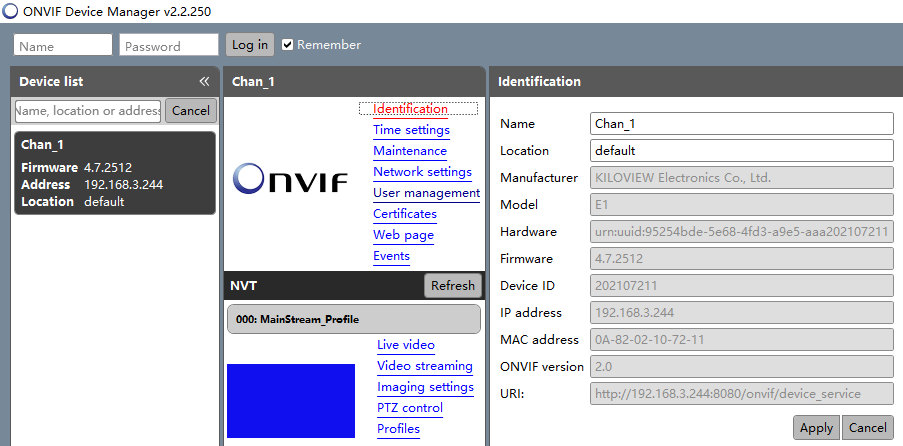 ONVIF Device Manager v2.2.250
Name Password Log in Remember
Device list «
Name, location or address Cancel
Chan_1
Firmware 4.7.2512
Address 192.168.3.244
Location default
Chan_1
ONVIF
Identification
Time settings
Maintenance
Network settings
User management
Certificates
Web page
Events
NVT Refresh
000: MainStream_Profile
Live video
Video streaming
Imaging settings
PTZ control
Profiles
Identification
Name Chan_1
Location default
Manufacturer KILOVIEW Electronics Co., Ltd.
Model E1
Hardware urn:uuid:95254bde-5e68-4fd3-a9e5-aaa202107211
Firmware 4.7.2512
Device ID 202107211
IP address 192.168.3.244
MAC address 0A-82-02-10-72-11
ONVIF version 2.0
URI: http://192.168.3.244:8080/onvif/device_service
Apply Cancel